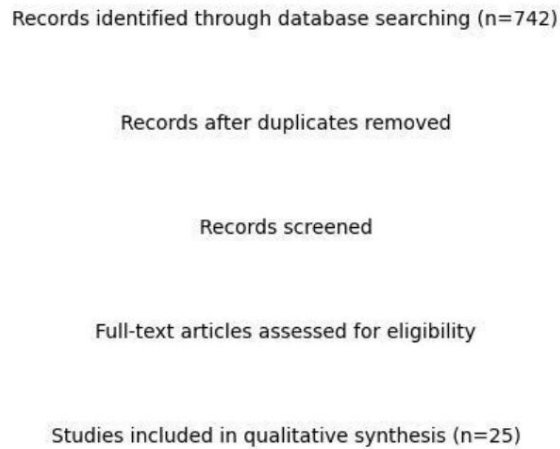 Records identified through database searching (n=742)
Records after duplicates removed
Records screened
Full-text articles assessed for eligibility
Studies included in qualitative synthesis (n=25)